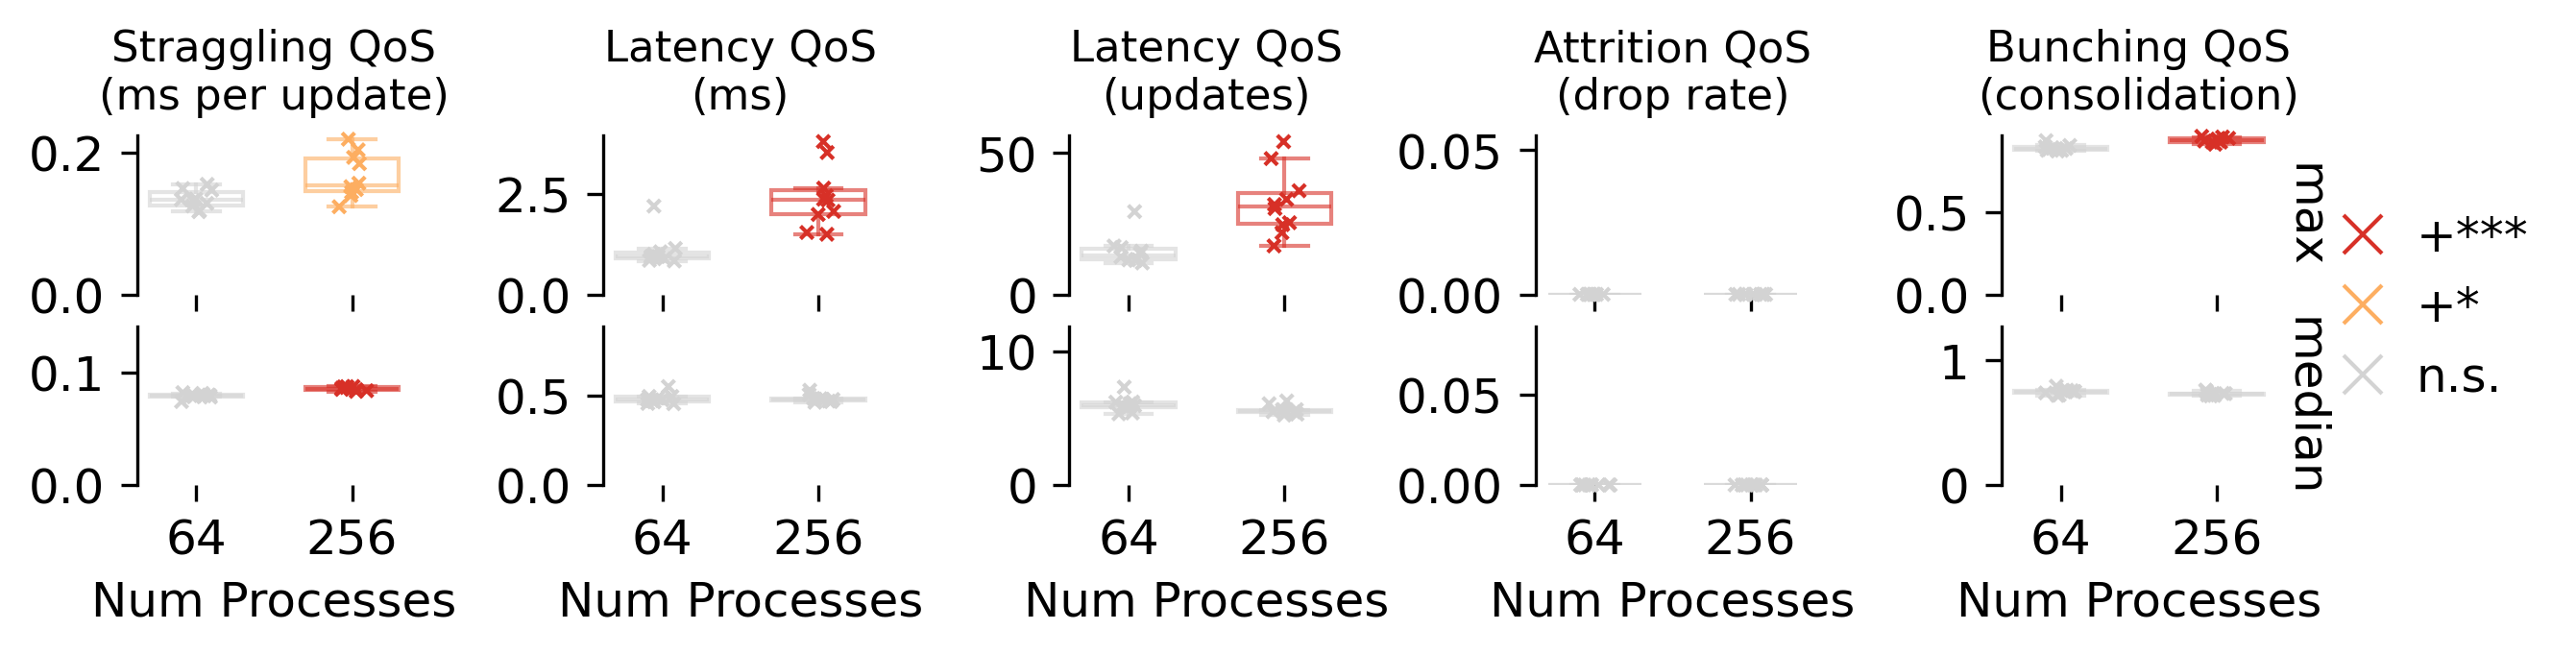 Straggling QoS
(ms per update)
Latency QoS
(ms)
Latency QoS
(updates)
Attrition QoS
(drop rate)
Bunching QoS
(consolidation)
0.2
0.0
2.5
0.0
50
0
0.05
0.00
0.5
0.0
max
0.1
0.0
0.5
0.0
10
0
0.05
0.00
1
0
median
+***
+*
n.s.
64 256
64 256
64 256
64 256
64 256
Num Processes
Num Processes
Num Processes
Num Processes
Num Processes